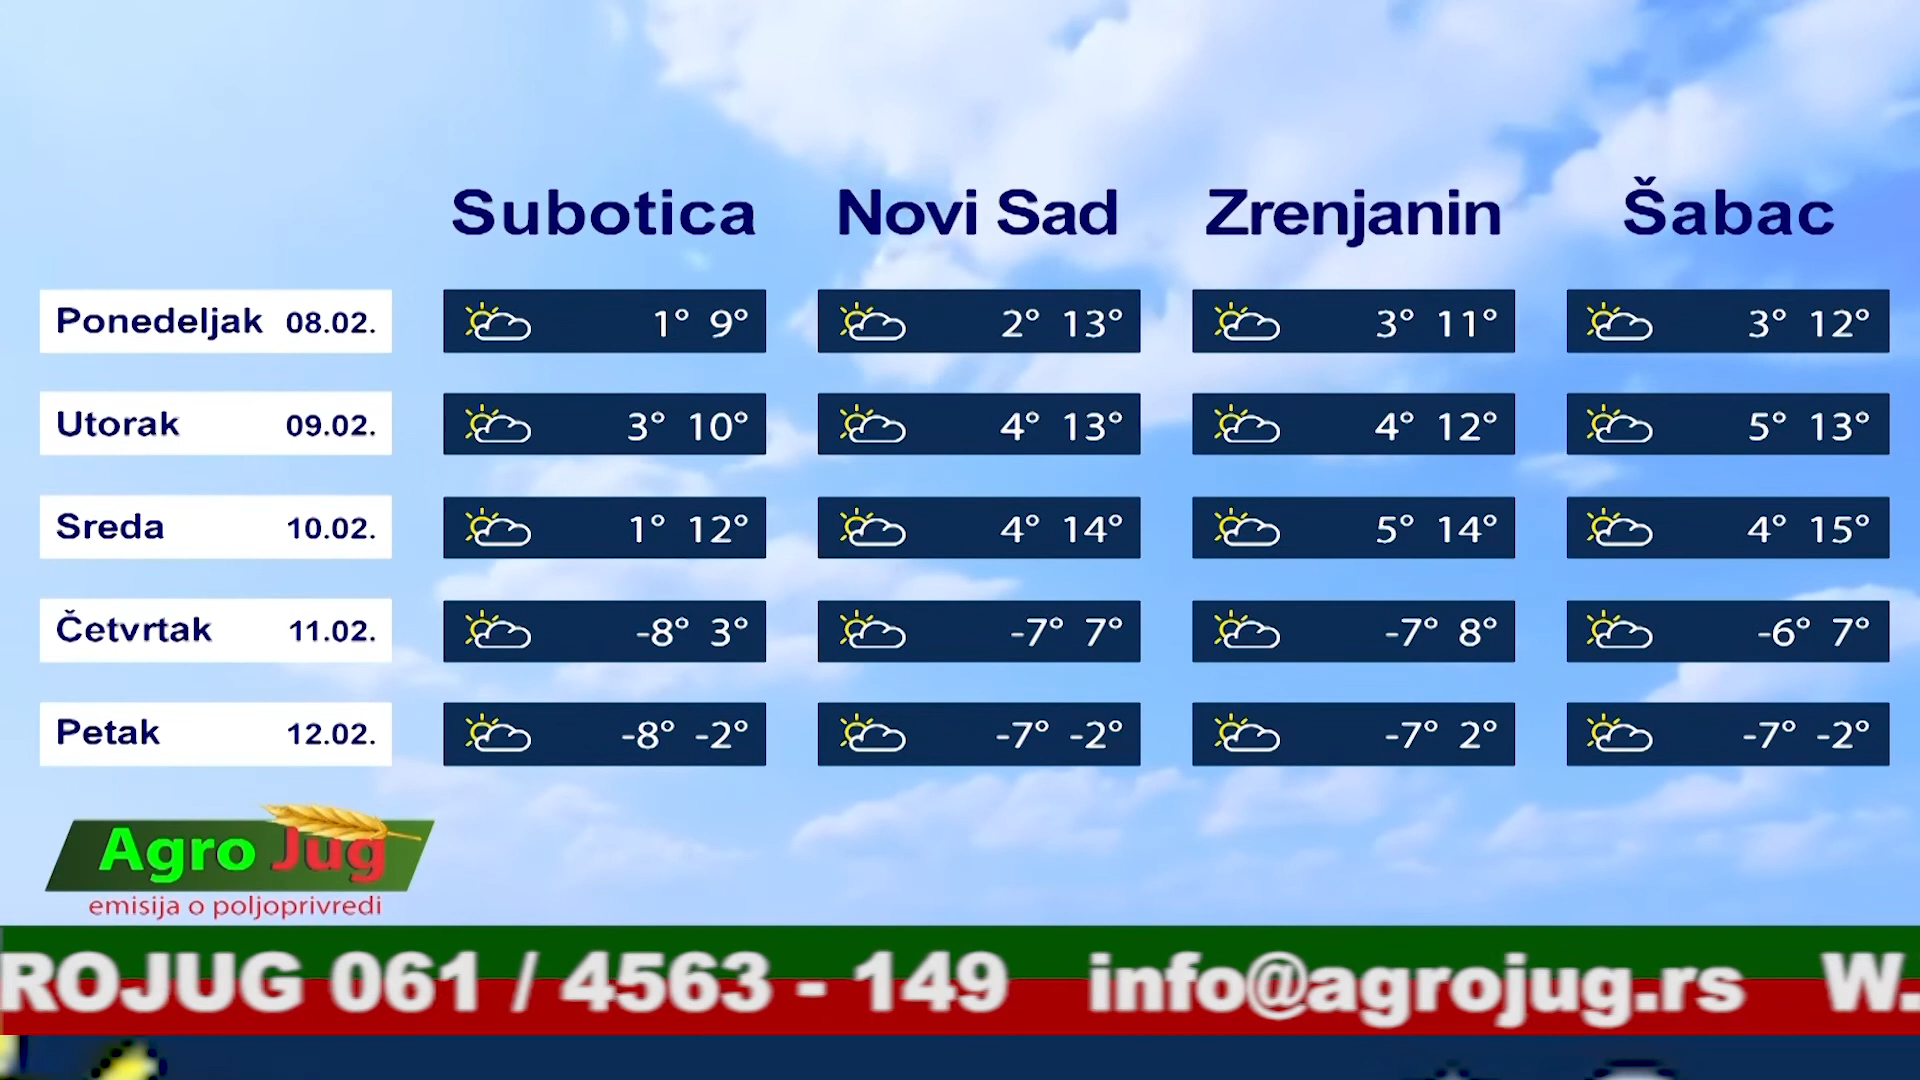 Subotica Novi Sad Zrenjanin Šabac
Ponedeljak 08.02. 1° 9° 2° 13° 3° 11° 3° 12°
Utorak 09.02. 3° 10° 4° 13° 4° 12° 5° 13°
Sreda 10.02. 1° 12° 4° 14° 5° 14° 4° 15°
Četvrtak 11.02. -8° 3° -7° 7° -7° 8° -6° 7°
Petak 12.02. -8° -2° -7° -2° -7° 2° -7° -2°
Agro Jug
emisija o poljoprivredi
ROJUG 061 / 4563 - 149 info@agrojug.rs W.